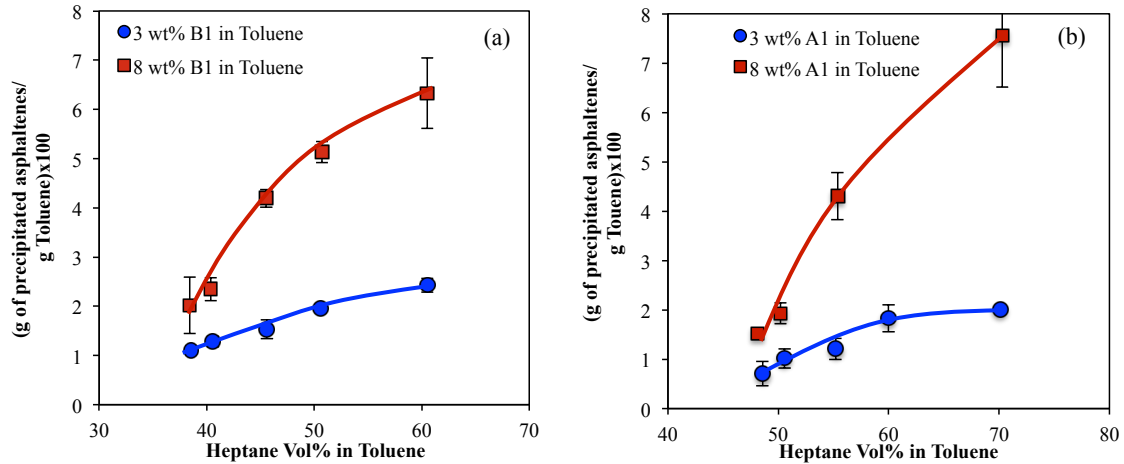 (a)
3 wt% B1 in Toluene
8 wt% B1 in Toluene
8
7
6
5
4
3
2
1
0
30 40 50 60 70
Heptane Vol% in Toluene
(g of precipitated asphaltenes/
g Toluene)x100
(b)
3 wt% A1 in Toluene
8 wt% A1 in Toluene
8
7
6
5
4
3
2
1
0
40 50 60 70 80
Heptane Vol% in Toluene
(g of precipitated asphaltenes/
g Touene)x100